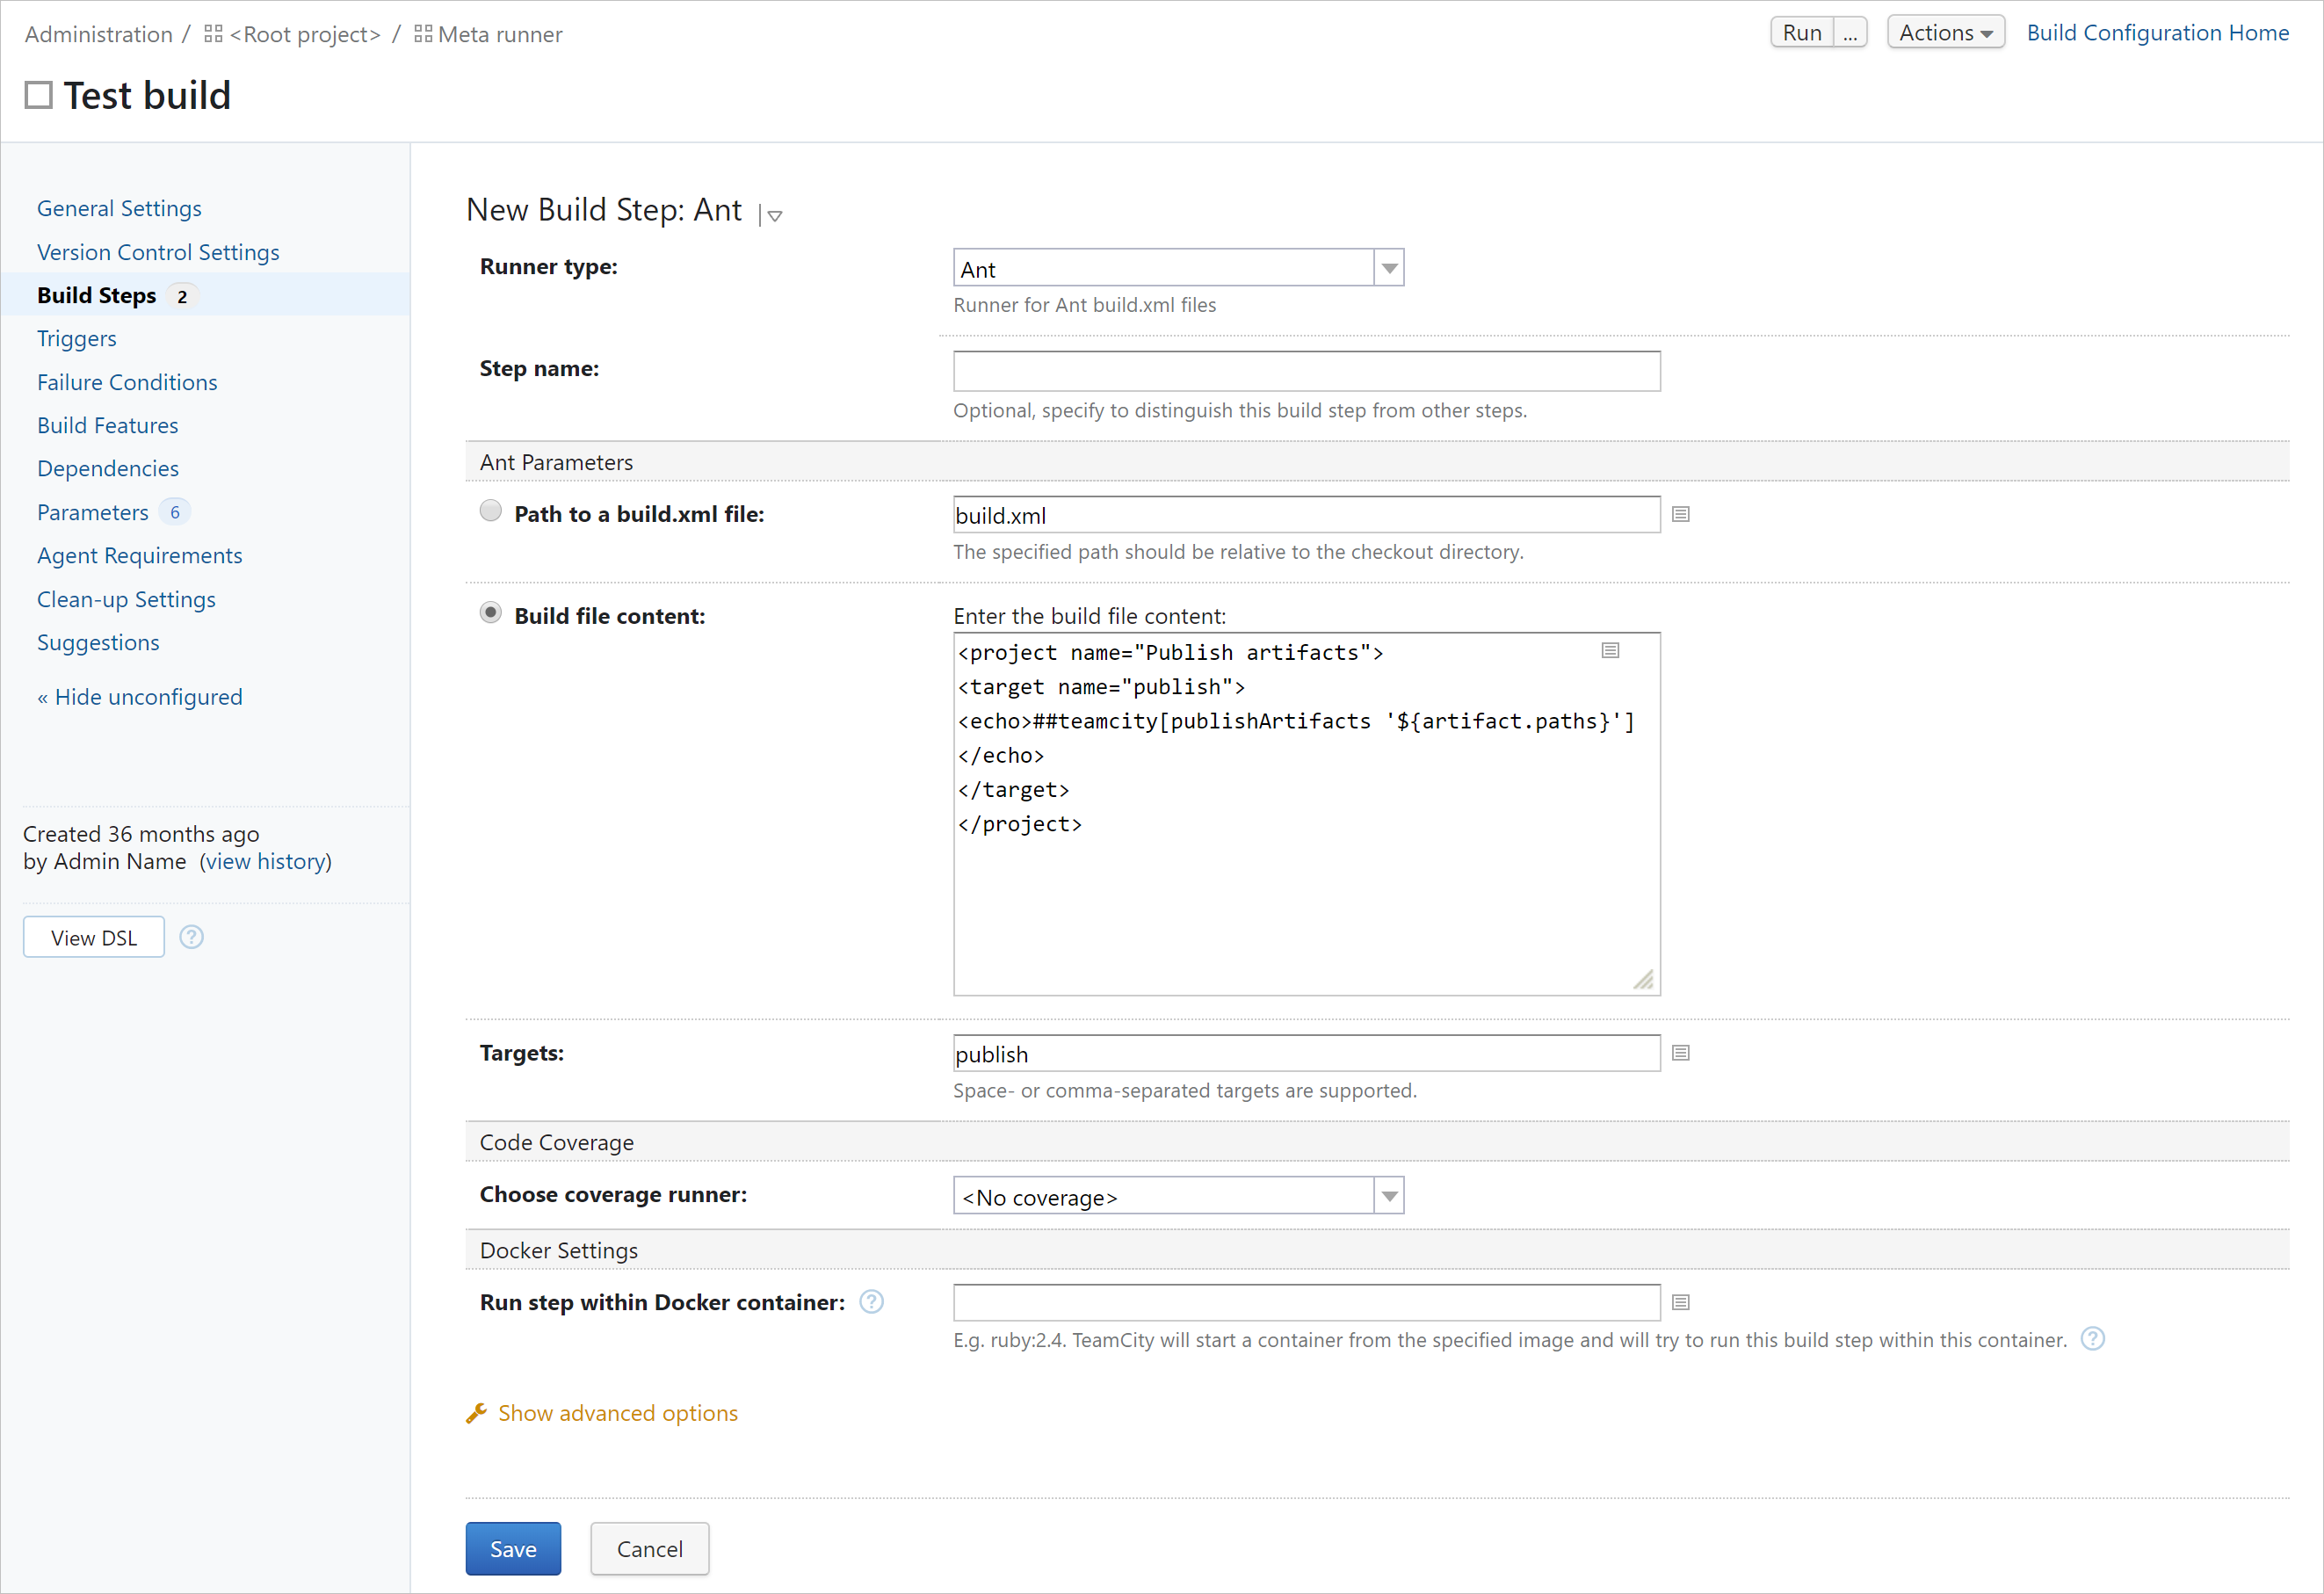 Administration / <Root project> / Meta runner
Run ... Actions Build Configuration Home
Test build
General Settings
Version Control Settings
Build Steps 2
Triggers
Failure Conditions
Build Features
Dependencies
Parameters 6
Agent Requirements
Clean-up Settings
Suggestions
« Hide unconfigured
Created 36 months ago
by Admin Name (view history)
View DSL ?
New Build Step: Ant
Runner type: Ant
Runner for Ant build.xml files
Step name:
Optional, specify to distinguish this build step from other steps.
Ant Parameters
Path to a build.xml file: build.xml
The specified path should be relative to the checkout directory.
Build file content: Enter the build file content:
<project name="Publish artifacts">
<target name="publish">
<echo>##teamcity[publishArtifacts '${artifact.paths}']
</echo>
</target>
</project>
Targets: publish
Space- or comma-separated targets are supported.
Code Coverage
Choose coverage runner: <No coverage>
Docker Settings
Run step within Docker container: ?
E.g. ruby:2.4. TeamCity will start a container from the specified image and will try to run this build step within this container. ?
Show advanced options
Save Cancel